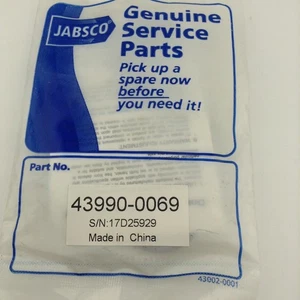 JABSCO
Genuine
Service
Parts
Pick up a
spare now
before
you need it!
Part No.
43990-0069
S/N:17D25929
Made in China
43002-0001